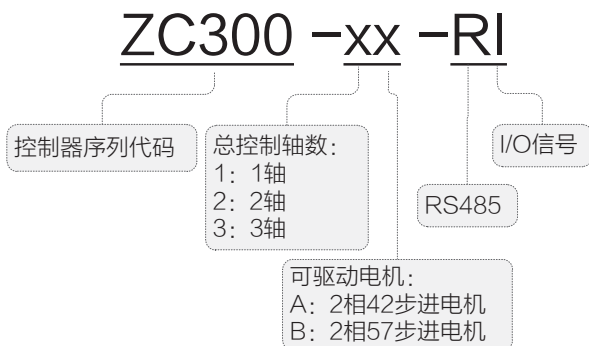 ZC300 -xx -RI
控制器序列代码
总控制轴数:
1: 1轴
2: 2轴
3: 3轴
I/O信号
RS485
可驱动电机:
A: 2相42步进电机
B: 2相57步进电机